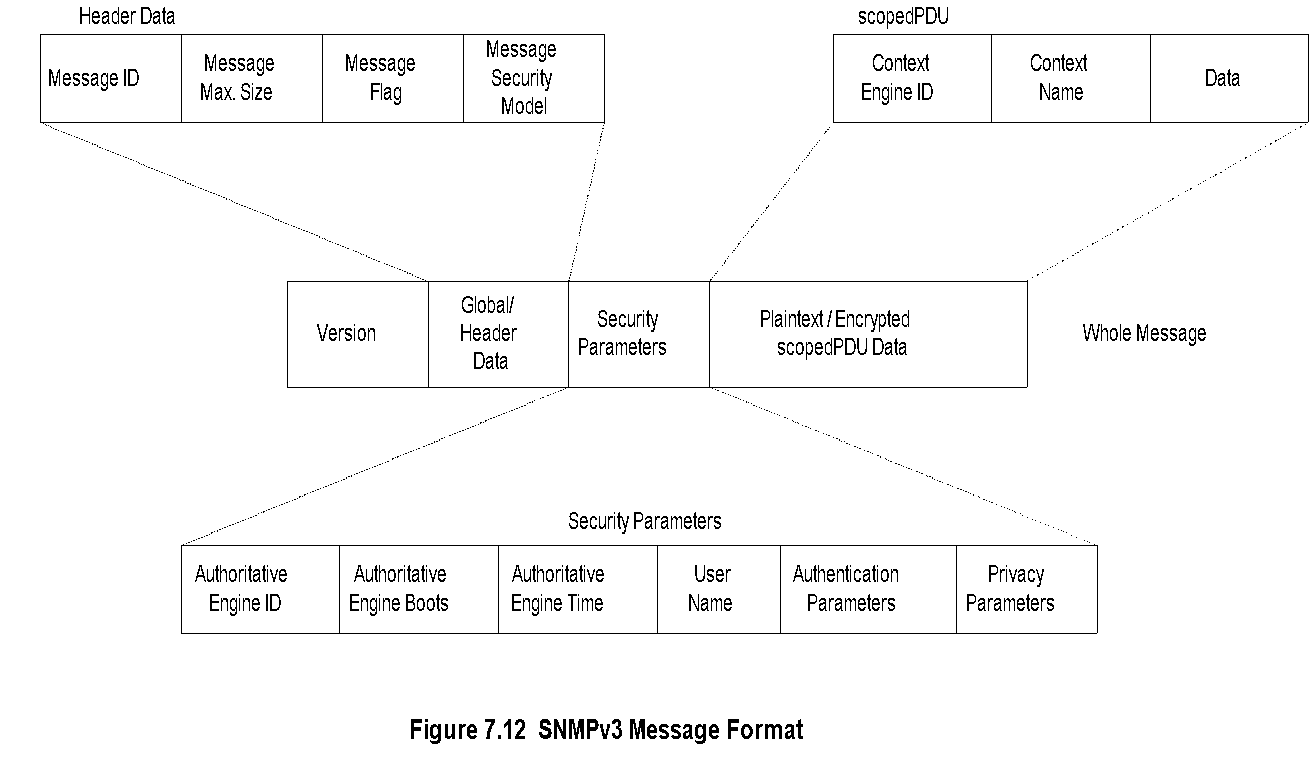 Header Data
scopedPDU
Message ID
Message
Max. Size
Message
Flag
Message
Security
Model
Context
Engine ID
Context
Name
Data
Version
Global/
Header
Data
Security
Parameters
Plaintext / Encrypted
scopedPDU Data
Whole Message
Security Parameters
Authoritative
Engine ID
Authoritative
Engine Boots
Authoritative
Engine Time
User
Name
Authentication
Parameters
Privacy
Parameters
Figure 7.12 SNMPv3 Message Format